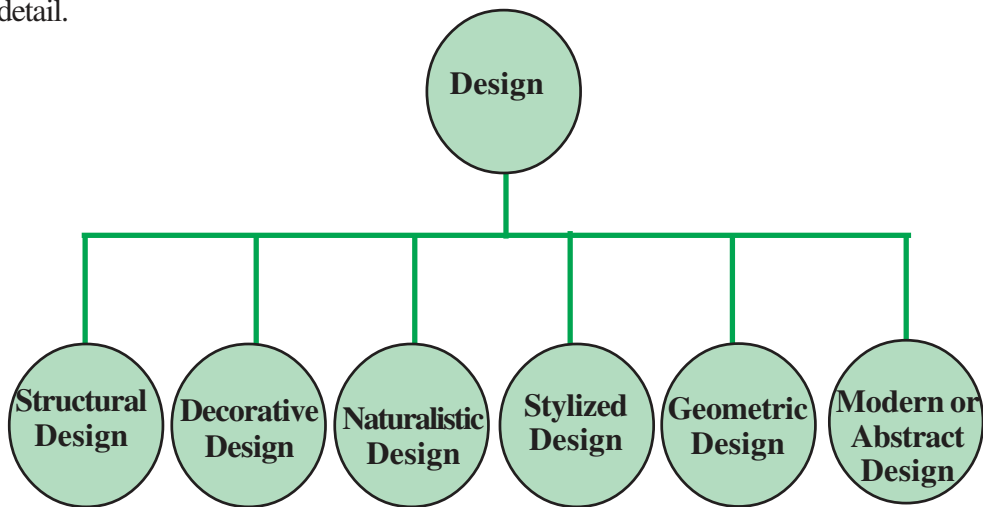 detail.
Design
Structural
Design
Decorative
Design
Naturalistic
Design
Stylized
Design
Geometric
Design
Modern or
Abstract
Design